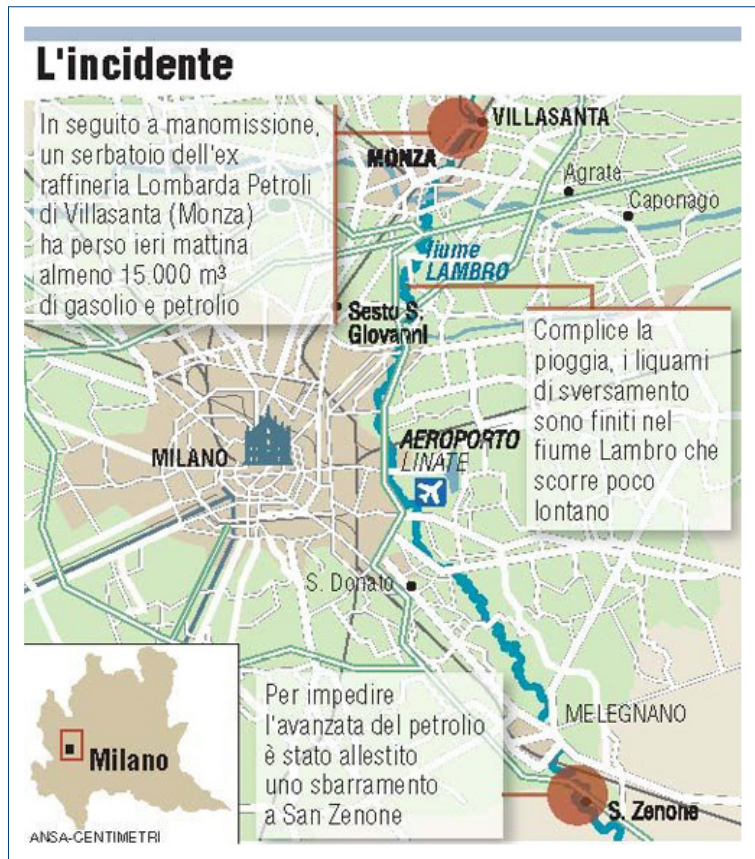 L'incidente
In seguito a manomissione,
un serbatoio dell'ex
raffineria Lombarda Petroli
di Villasanta (Monza)
ha perso ieri mattina
almeno 15.000 m³
di gasolio e petrolio
VILLASANTA
MONZA
Agrate
Caponago
fiume
LAMBRO
Sesto S.
Giovanni
Complice la
pioggia, i liquami
di sversamento
sono finiti nel
fiume Lambro che
scorre poco
lontano
MILANO
AEROPORTO
LINATE
S. Donato
Per impedire
l'avanzata del petrolio
è stato allestito
uno sbarramento
a San Zenone
MELEGNANO
S. Zenone
Milano
ANSA-CENTIMETRI